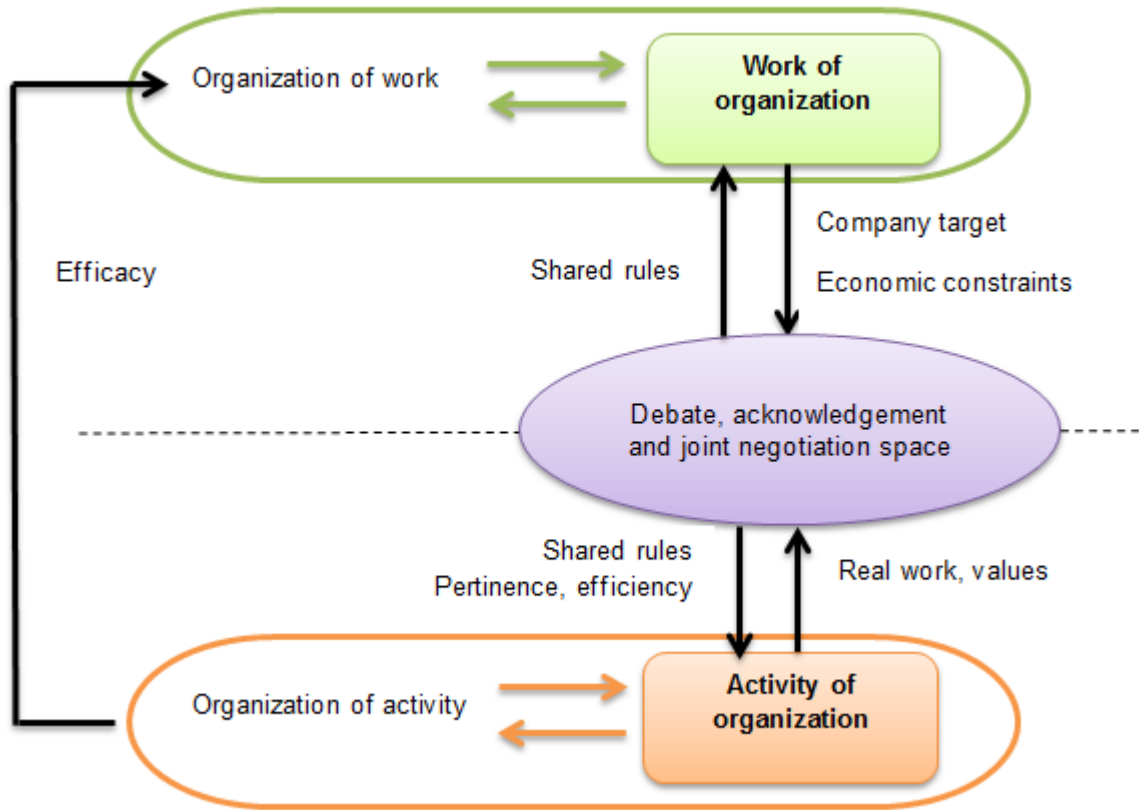 Organization of work
Work of
organization
Company target
Efficacy
Shared rules
Economic constraints
Debate, acknowledgement
and joint negotiation space
Shared rules
Pertinence, efficiency
Real work, values
Organization of activity
Activity of
organization